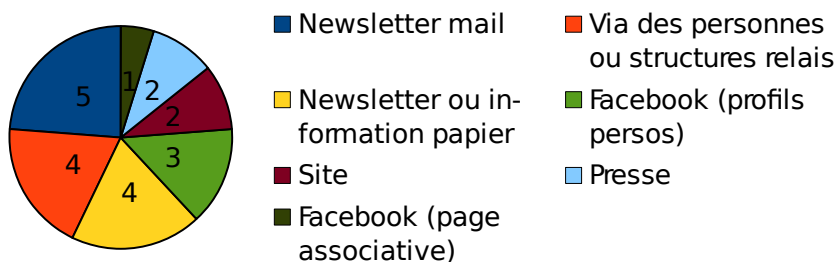 5
1
2
2
3
4
4
Newsletter mail
Via des personnes
ou structures relais
Newsletter ou in-
formation papier
Facebook (profils
persos)
Site
Presse
Facebook (page
associative)